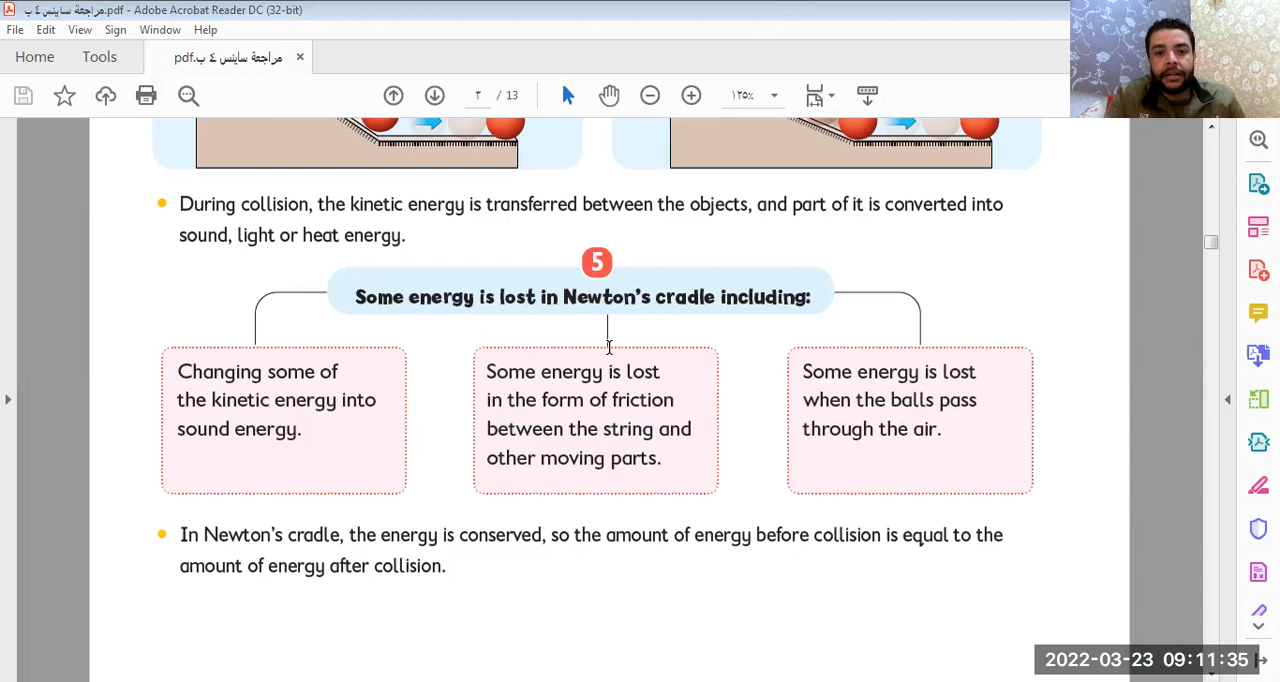 مراجعة ساينس ٤ ب.pdf - Adobe Acrobat Reader DC (32-bit)
File Edit View Sign Window Help
Home Tools مراجعة ساينس ٤ ب.pdf ×
٣ / 13 ١٢٥%
During collision, the kinetic energy is transferred between the objects, and part of it is converted into
sound, light or heat energy.
5
Some energy is lost in Newton's cradle including:
Changing some of
the kinetic energy into
sound energy.
Some energy is lost
in the form of friction
between the string and
other moving parts.
Some energy is lost
when the balls pass
through the air.
In Newton's cradle, the energy is conserved, so the amount of energy before collision is equal to the
amount of energy after collision.
2022-03-23 09:11:35